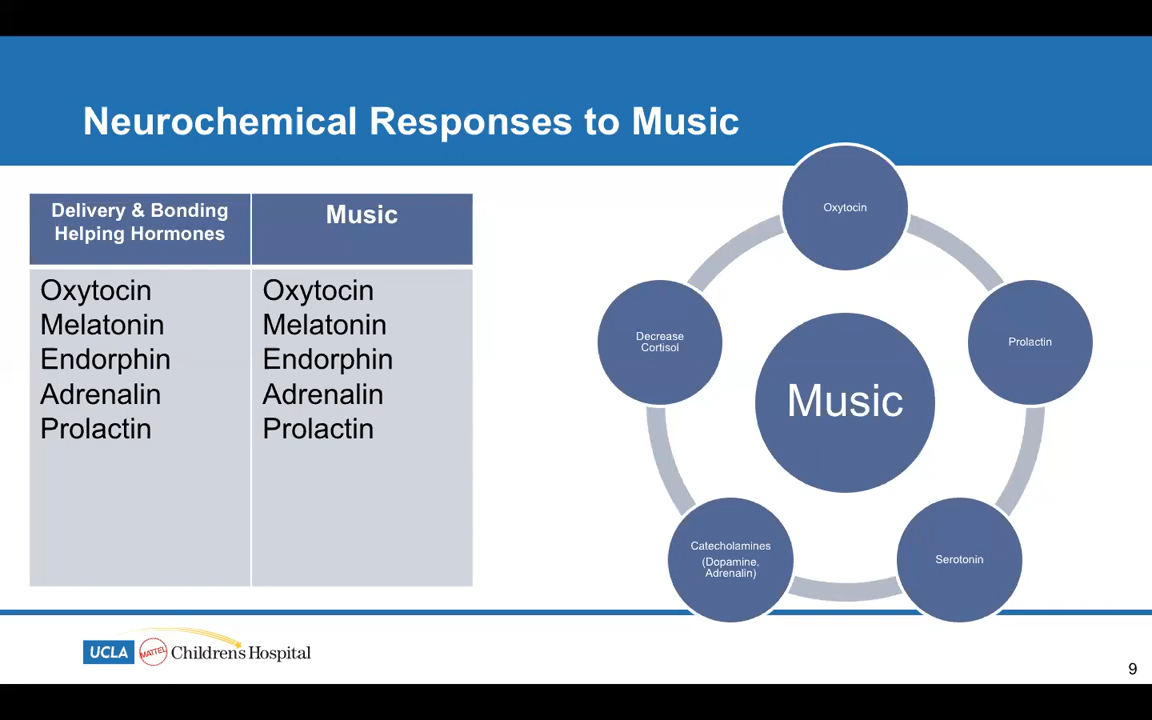 Neurochemical Responses to Music
Delivery & Bonding
Helping Hormones
Music
Oxytocin
Melatonin
Endorphin
Adrenalin
Prolactin
Oxytocin
Melatonin
Endorphin
Adrenalin
Prolactin
Oxytocin
Prolactin
Serotonin
Catecholamines
(Dopamine,
Adrenalin)
Decrease
Cortisol
Music
UCLA MATTEL Children's Hospital
9